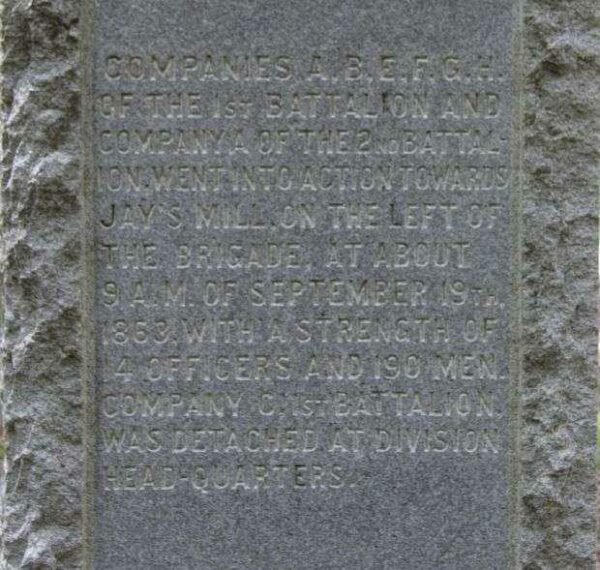 COMPANIES A. B. E. F. G. H.
OF THE 1ST BATTALION AND
COMPANY A OF THE 2ND BATTAL-
ION, WENT INTO ACTION TOWARDS
JAY'S MILL, ON THE LEFT OF
THE BRIGADE, AT ABOUT
9 A.M. OF SEPTEMBER 19TH,
1863, WITH A STRENGTH OF
4 OFFICERS AND 190 MEN.
COMPANY C, 1ST BATTALION,
WAS DETACHED AT DIVISION
HEAD-QUARTERS.